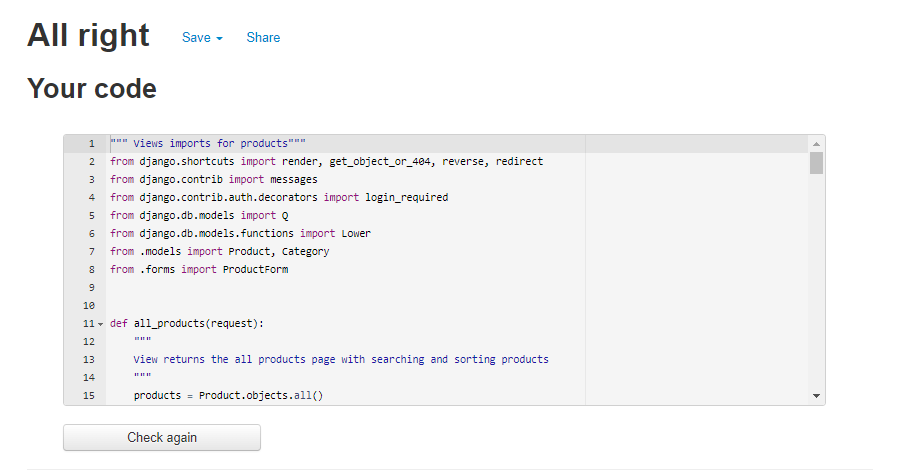 All right Save Share
Your code
1 """ Views imports for products"""
2 from django.shortcuts import render, get_object_or_404, reverse, redirect
3 from django.contrib import messages
4 from django.contrib.auth.decorators import login_required
5 from django.db.models import Q
6 from django.db.models.functions import Lower
7 from .models import Product, Category
8 from .forms import ProductForm
9
10
11 def all_products(request):
12 """
13 View returns the all products page with searching and sorting products
14 """
15 products = Product.objects.all()
Check again